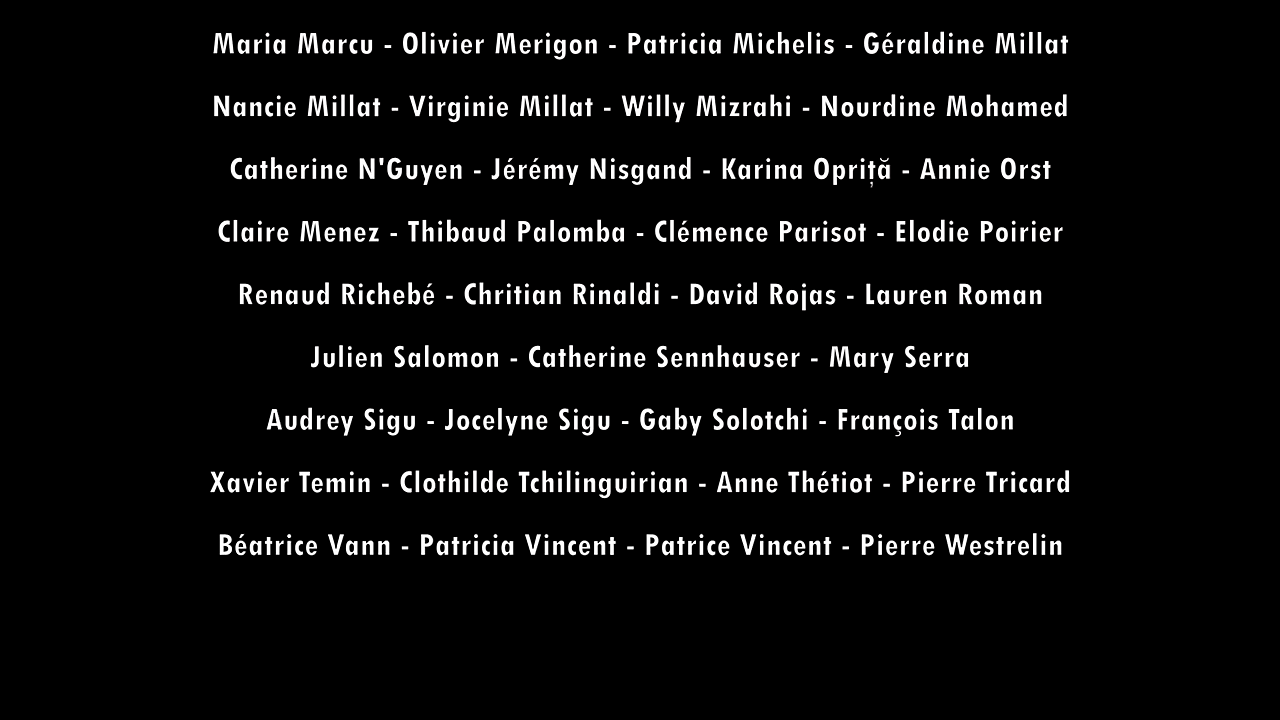 Maria Marcu - Olivier Merigon - Patricia Michelis - Géraldine Millat
Nancie Millat - Virginie Millat - Willy Mizrahi - Nourdine Mohamed
Catherine N'Guyen - Jérémy Nisgand - Karina Opriță - Annie Orst
Claire Menez - Thibaud Palomba - Clémence Parisot - Elodie Poirier
Renaud Richebé - Chritian Rinaldi - David Rojas - Lauren Roman
Julien Salomon - Catherine Sennhauser - Mary Serra
Audrey Sigu - Jocelyne Sigu - Gaby Solotchi - François Talon
Xavier Temin - Clothilde Tchilinguirian - Anne Thétiot - Pierre Tricard
Béatrice Vann - Patricia Vincent - Patrice Vincent - Pierre Westrelin